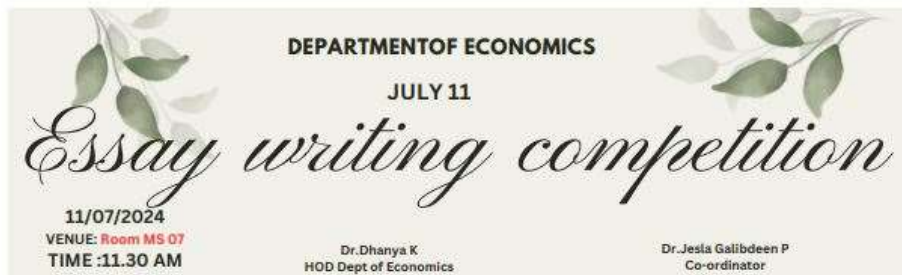 DEPARTMENTOF ECONOMICS
JULY 11
Essay writing competition
11/07/2024
VENUE: Room MS 07
TIME :11.30 AM
Dr.Dhanya K
HOD Dept of Economics
Dr.Jesla Galibdeen P
Co-ordinator